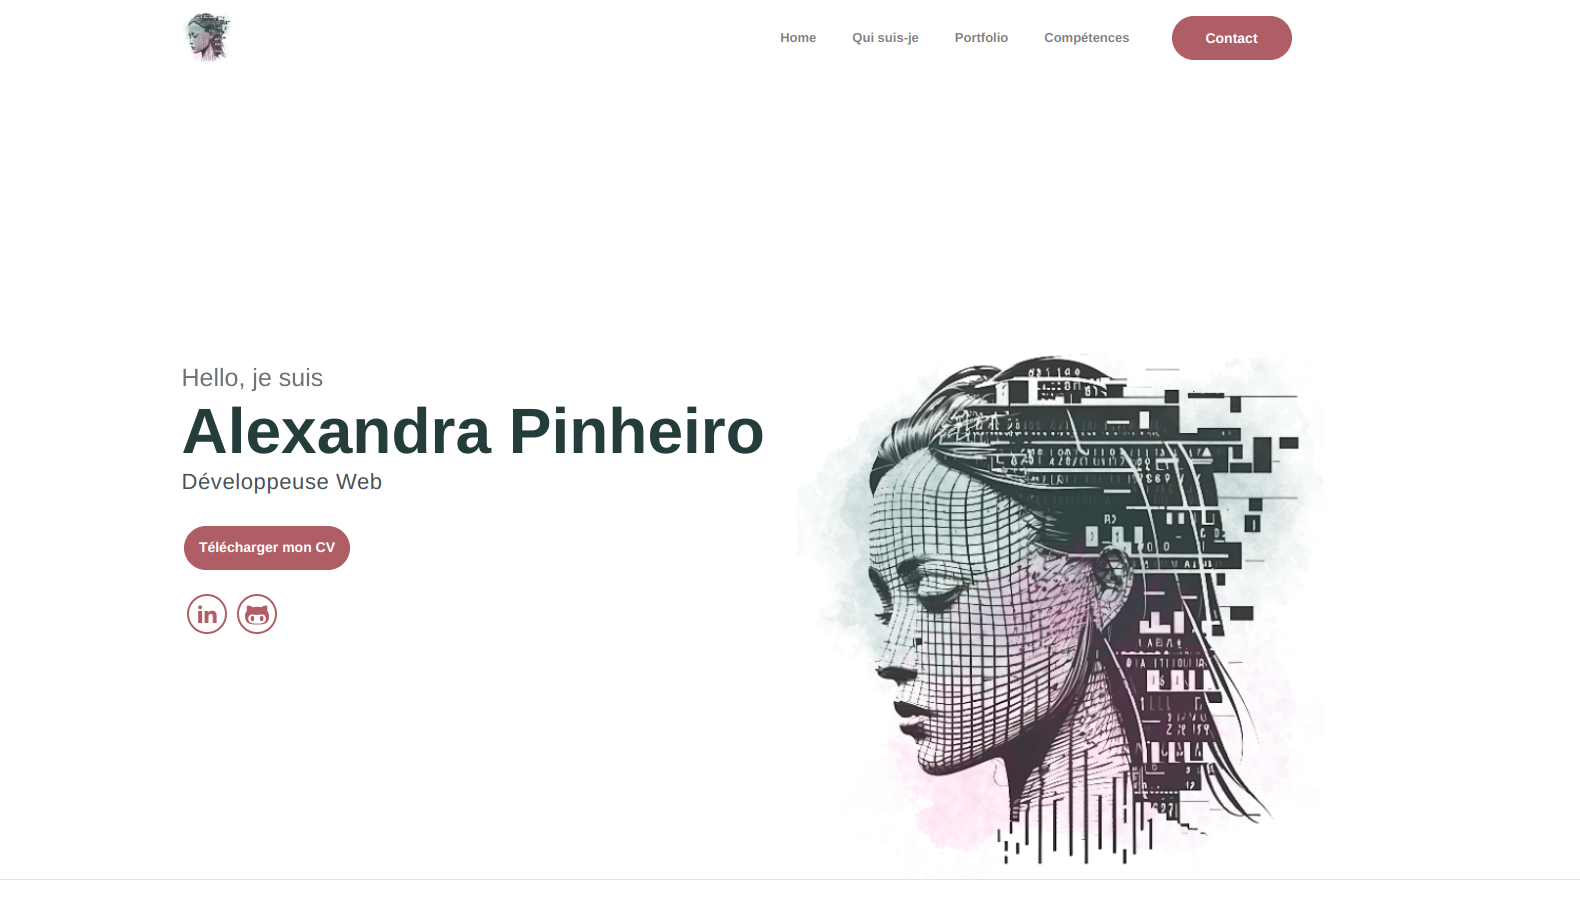 Home Qui suis-je Portfolio Compétences Contact
Hello, je suis
Alexandra Pinheiro
Développeuse Web
Télécharger mon CV
in